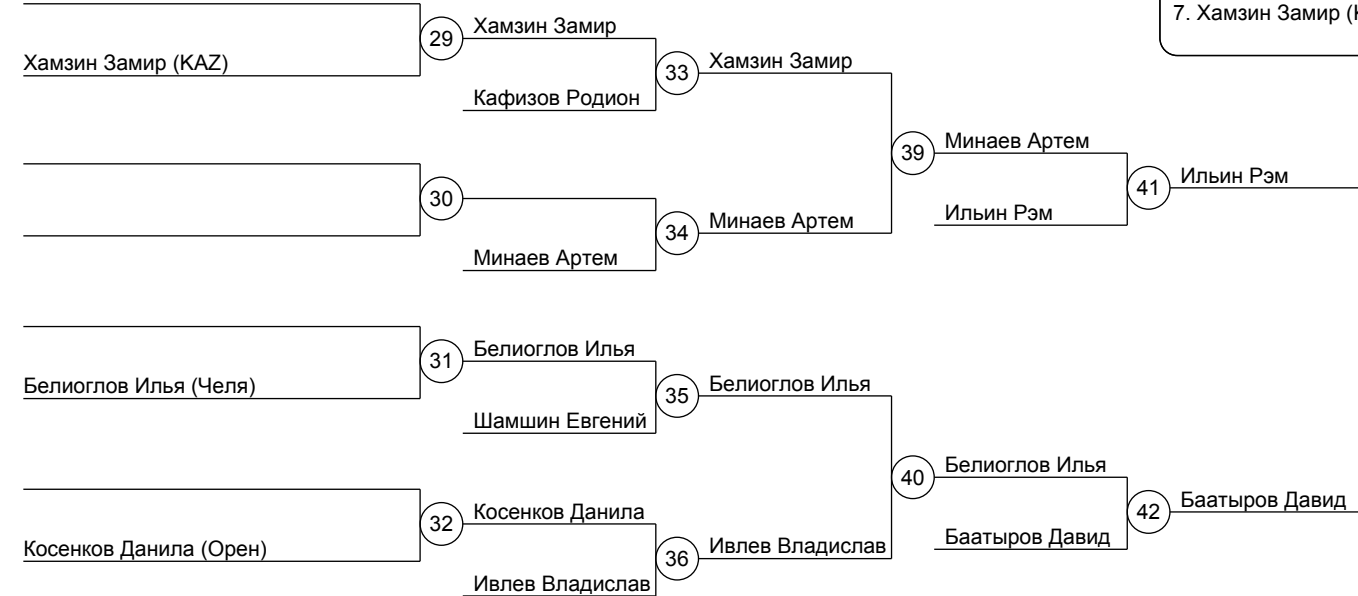 7. Хамзин Замир (
29
Хамзин Замир
Хамзин Замир (KAZ)
33
Хамзин Замир
Кафизов Родион
39
Минаев Артем
30
41
Ильин Рэм
Ильин Рэм
34
Минаев Артем
Минаев Артем
31
Белиоглов Илья
Белиоглов Илья (Челя)
35
Белиоглов Илья
Шамшин Евгений
40
Белиоглов Илья
32
Косенков Данила
42
Баатыров Давид
Косенков Данила (Орен)
36
Ивлев Владислав
Баатыров Давид
Ивлев Владислав